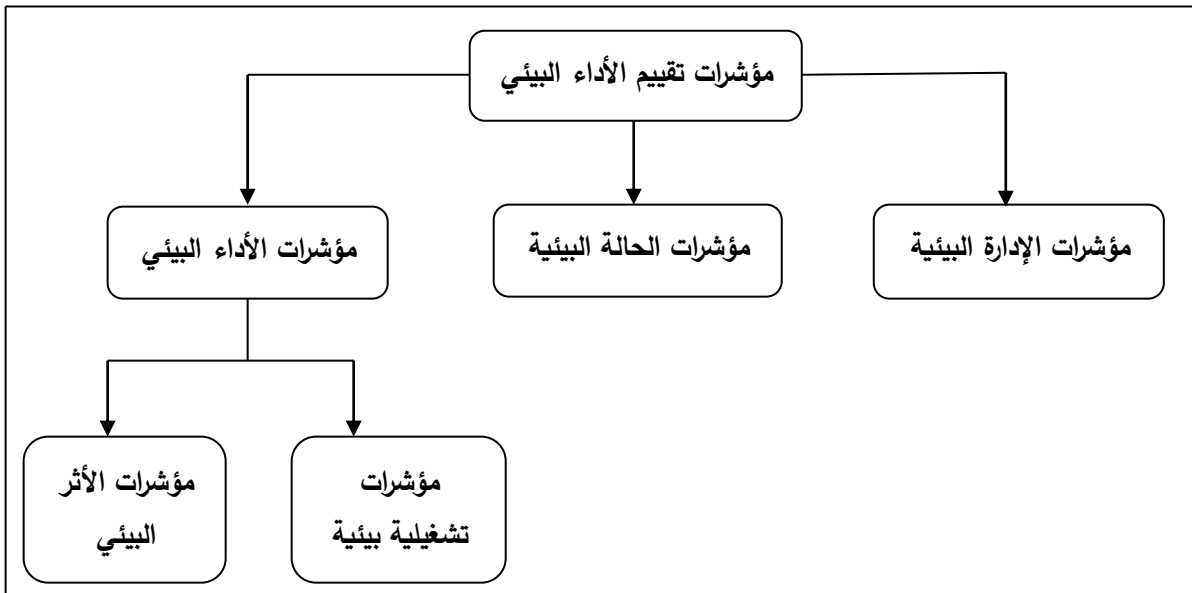 مؤشرات تقييم الأداء البيئي
مؤشرات الإدارة البيئية
مؤشرات الحالة البيئية
مؤشرات الأداء البيئي
مؤشرات
تشغيلية بيئية
مؤشرات الأثر
البيئي